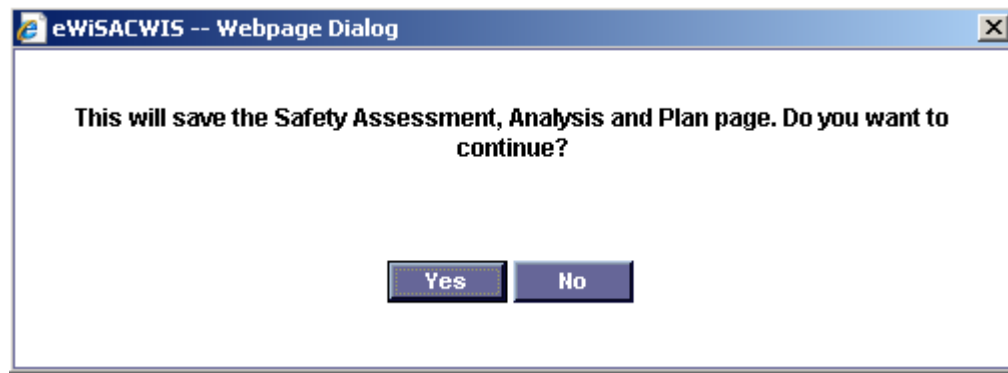 eWiSACWIS -- Webpage Dialog
This will save the Safety Assessment, Analysis and Plan page. Do you want to
continue?
Yes No